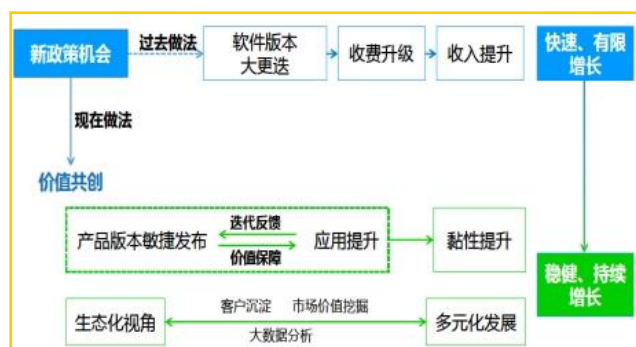 新政策机会
过去做法
软件版本
大更迭
收费升级
收入提升
快速、有限
增长
现在做法
价值共创
产品版本敏捷发布
迭代反馈
价值保障
应用提升
黏性提升
稳健、持续
增长
生态化视角
客户沉淀 市场价值挖掘
大数据分析
多元化发展